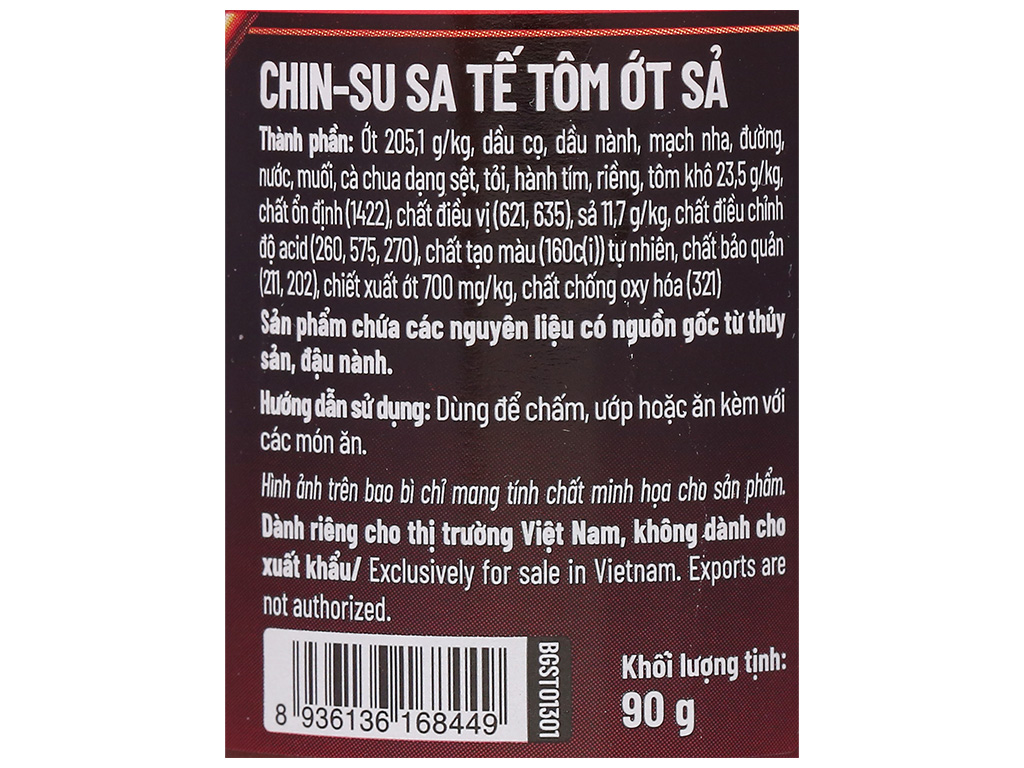 CHIN-SU SA TẾ TÔM ỚT SẢ
Thành phần: Ớt 205,1 g/kg, dầu cọ, dầu nành, mạch nha, đường,
nước, muối, cà chua dạng sệt, tỏi, hành tím, riềng, tôm khô 23,5 g/kg,
chất ổn định (1422), chất điều vị (621, 635), sả 11,7 g/kg, chất điều chỉnh
độ acid (260, 575, 270), chất tạo màu (160c(i)) tự nhiên, chất bảo quản
(211, 202), chiết xuất ớt 700 mg/kg, chất chống oxy hóa (321)
Sản phẩm chứa các nguyên liệu có nguồn gốc từ thủy
sản, đậu nành.
Hướng dẫn sử dụng: Dùng để chấm, ướp hoặc ăn kèm với
các món ăn.
Hình ảnh trên bao bì chỉ mang tính chất minh họa cho sản phẩm.
Dành riêng cho thị trường Việt Nam, không dành cho
xuất khẩu/ Exclusively for sale in Vietnam. Exports are
not authorized.
8 936136 168449
BGST01301
Khối lượng tịnh:
90 g